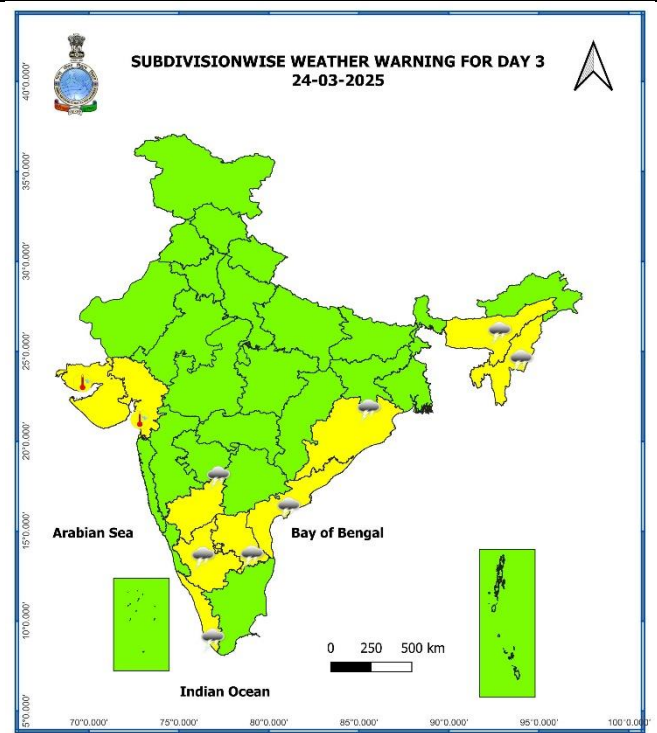 SUBDIVISIONWISE WEATHER WARNING FOR DAY 3
24-03-2025
40°0.000'
35°0.000'
30°0.000'
25°0.000'
20°0.000'
15°0.000'
10°0.000'
5°0.000'
Arabian Sea
Bay of Bengal
0 250 500 km
Indian Ocean
70°0.000' 75°0.000' 80°0.000' 85°0.000' 90°0.000' 95°0.000' 100°0.000'